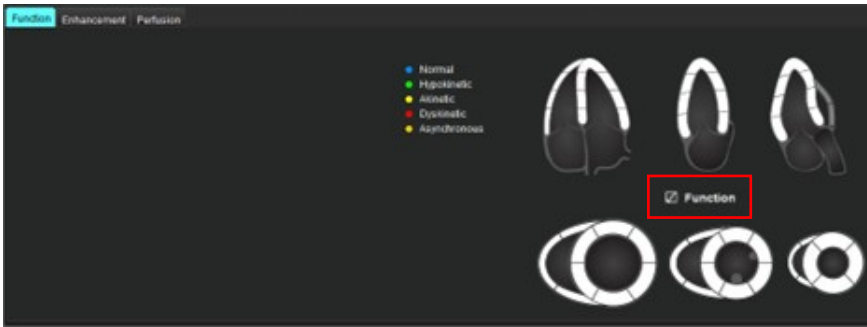 Function Enhancement Perfusion
Normal
Hypokinetic
Akinetic
Dyskinetic
Asynchronous
Function